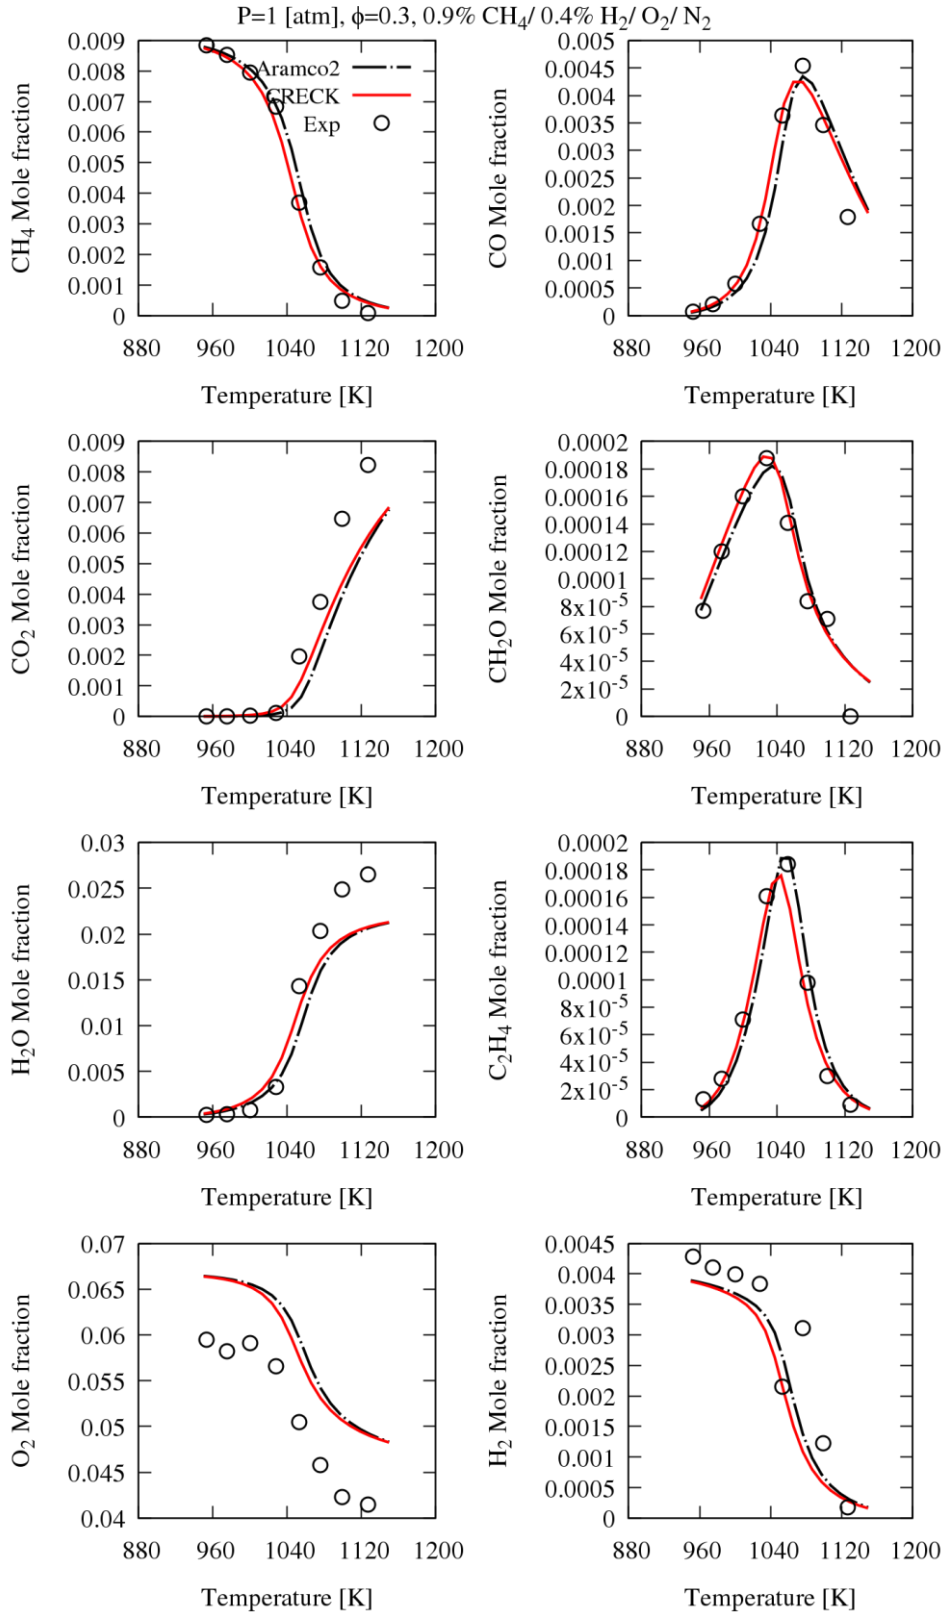 P=1 [atm], ϕ=0.3, 0.9% CH₄/ 0.4% H₂/ O₂/ N₂
CH₄ Mole fraction
0.009
0.008
0.007
0.006
0.005
0.004
0.003
0.002
0.001
0
Aramco2
CRECK
Exp
880 960 1040 1120 1200
Temperature [K]
CO Mole fraction
0.005
0.0045
0.004
0.0035
0.003
0.0025
0.002
0.0015
0.001
0.0005
0
880 960 1040 1120 1200
Temperature [K]
CO₂ Mole fraction
0.009
0.008
0.007
0.006
0.005
0.004
0.003
0.002
0.001
0
880 960 1040 1120 1200
Temperature [K]
CH₂O Mole fraction
0.0002
0.00018
0.00016
0.00014
0.00012
0.0001
8x10⁻⁵
6x10⁻⁵
4x10⁻⁵
2x10⁻⁵
0
880 960 1040 1120 1200
Temperature [K]
H₂O Mole fraction
0.03
0.025
0.02
0.015
0.01
0.005
0
880 960 1040 1120 1200
Temperature [K]
C₂H₄ Mole fraction
0.0002
0.00018
0.00016
0.00014
0.00012
0.0001
8x10⁻⁵
6x10⁻⁵
4x10⁻⁵
2x10⁻⁵
0
880 960 1040 1120 1200
Temperature [K]
O₂ Mole fraction
0.07
0.065
0.06
0.055
0.05
0.045
0.04
880 960 1040 1120 1200
Temperature [K]
H₂ Mole fraction
0.0045
0.004
0.0035
0.003
0.0025
0.002
0.0015
0.001
0.0005
0
880 960 1040 1120 1200
Temperature [K]